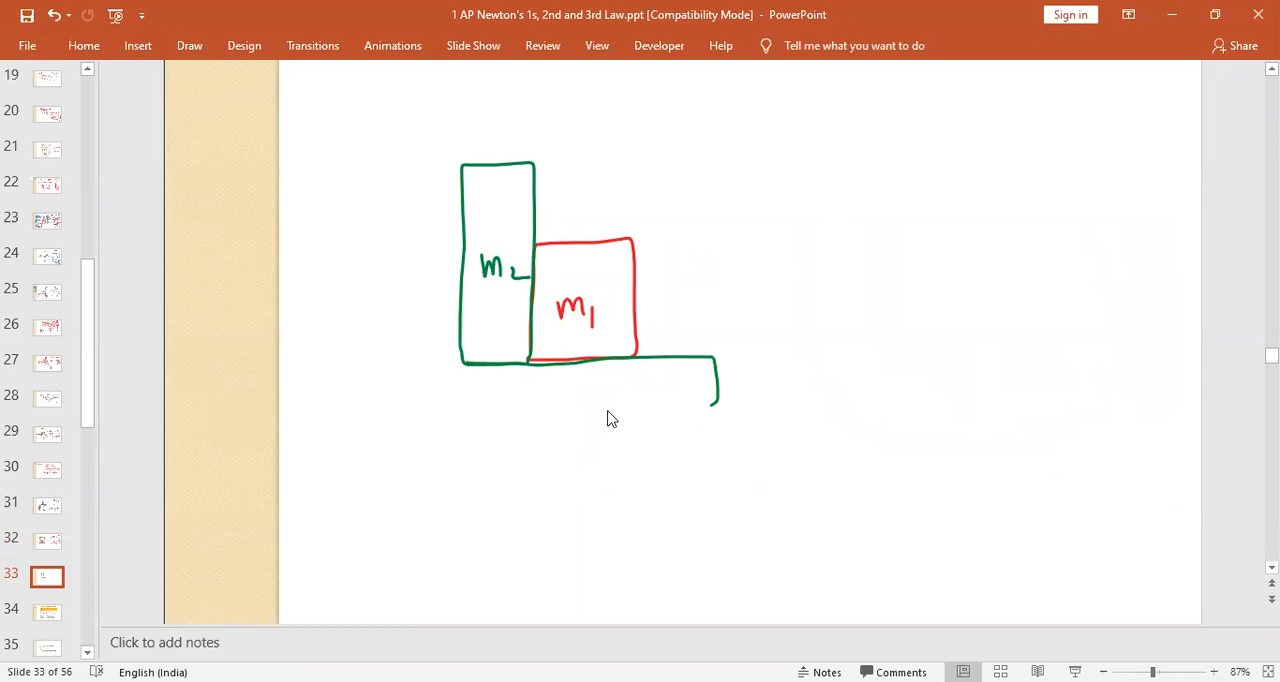 1 AP Newton's 1s, 2nd and 3rd Law.ppt [Compatibility Mode] - PowerPoint
Sign in
File Home Insert Draw Design Transitions Animations Slide Show Review View Developer Help Tell me what you want to do Share
19
20
21
22
23
24
25
26
27
28
29
30
31
32
33
34
35
m2
m1
Click to add notes
Slide 33 of 56 English (India) Notes Comments 87%